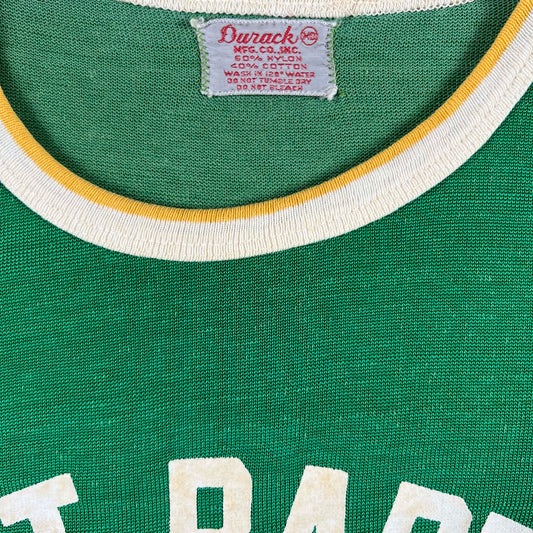 Durack MG
MFG. CO., INC.
60% NYLON
40% COTTON
WASH IN 120° WATER
DO NOT TUMBLE DRY
DO NOT BLEACH